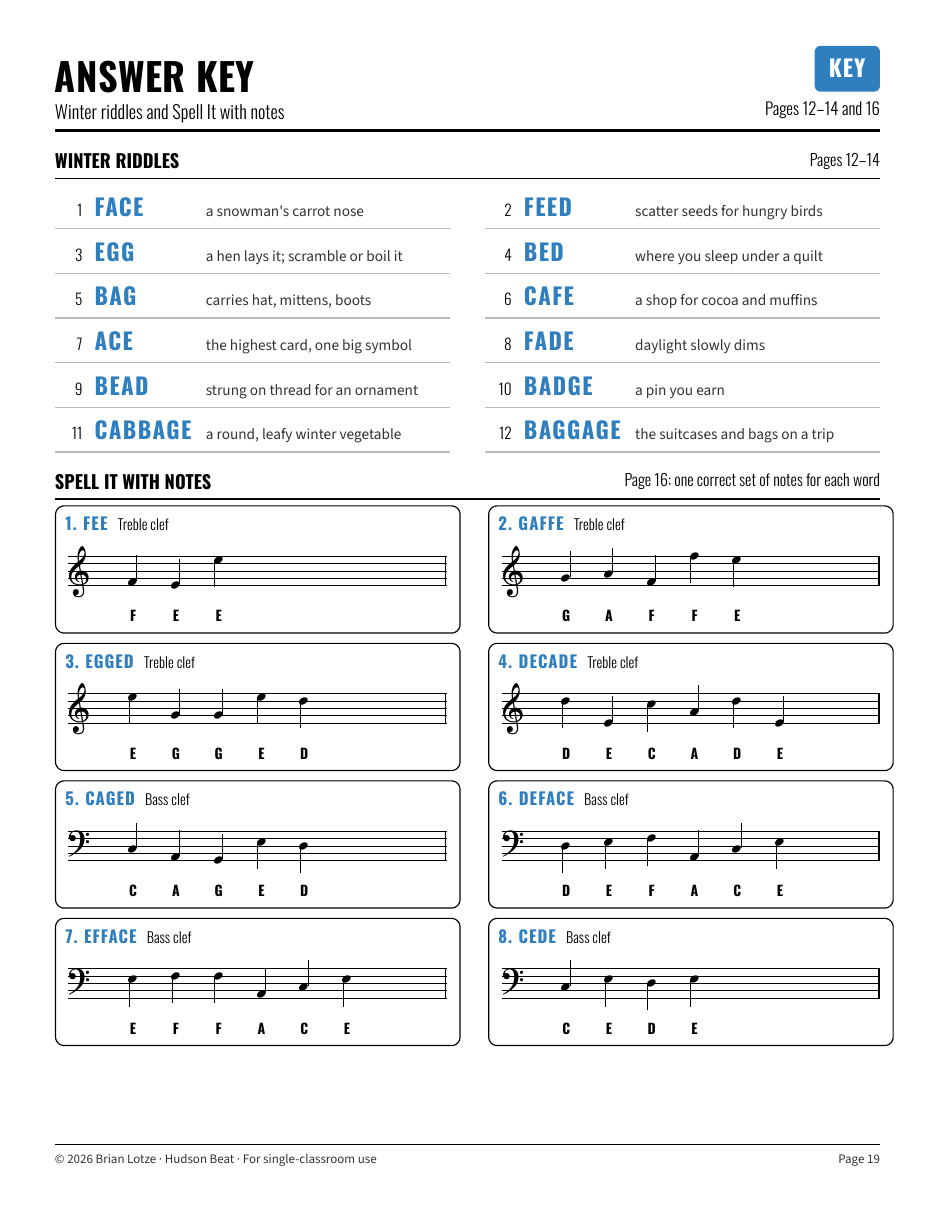 ANSWER KEY
KEY
Winter riddles and Spell It with notes
Pages 12–14 and 16
WINTER RIDDLES
Pages 12–14
1 FACE a snowman's carrot nose
2 FEED scatter seeds for hungry birds
3 EGG a hen lays it; scramble or boil it
4 BED where you sleep under a quilt
5 BAG carries hat, mittens, boots
6 CAFE a shop for cocoa and muffins
7 ACE the highest card, one big symbol
8 FADE daylight slowly dims
9 BEAD strung on thread for an ornament
10 BADGE a pin you earn
11 CABBAGE a round, leafy winter vegetable
12 BAGGAGE the suitcases and bags on a trip
SPELL IT WITH NOTES
Page 16: one correct set of notes for each word
1. FEE Treble clef
F E E
2. GAFFE Treble clef
G A F F E
3. EGGED Treble clef
E G G E D
4. DECADE Treble clef
D E C A D E
5. CAGED Bass clef
C A G E D
6. DEFACE Bass clef
D E F A C E
7. EFFACE Bass clef
E F F A C E
8. CEDE Bass clef
C E D E
© 2026 Brian Lotze · Hudson Beat · For single-classroom use
Page 19